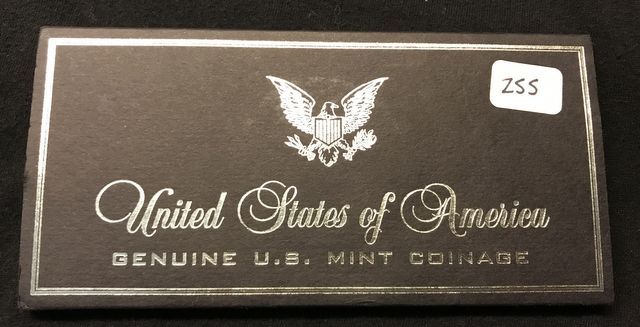 255
United States of America
GENUINE U.S. MINT COINAGE